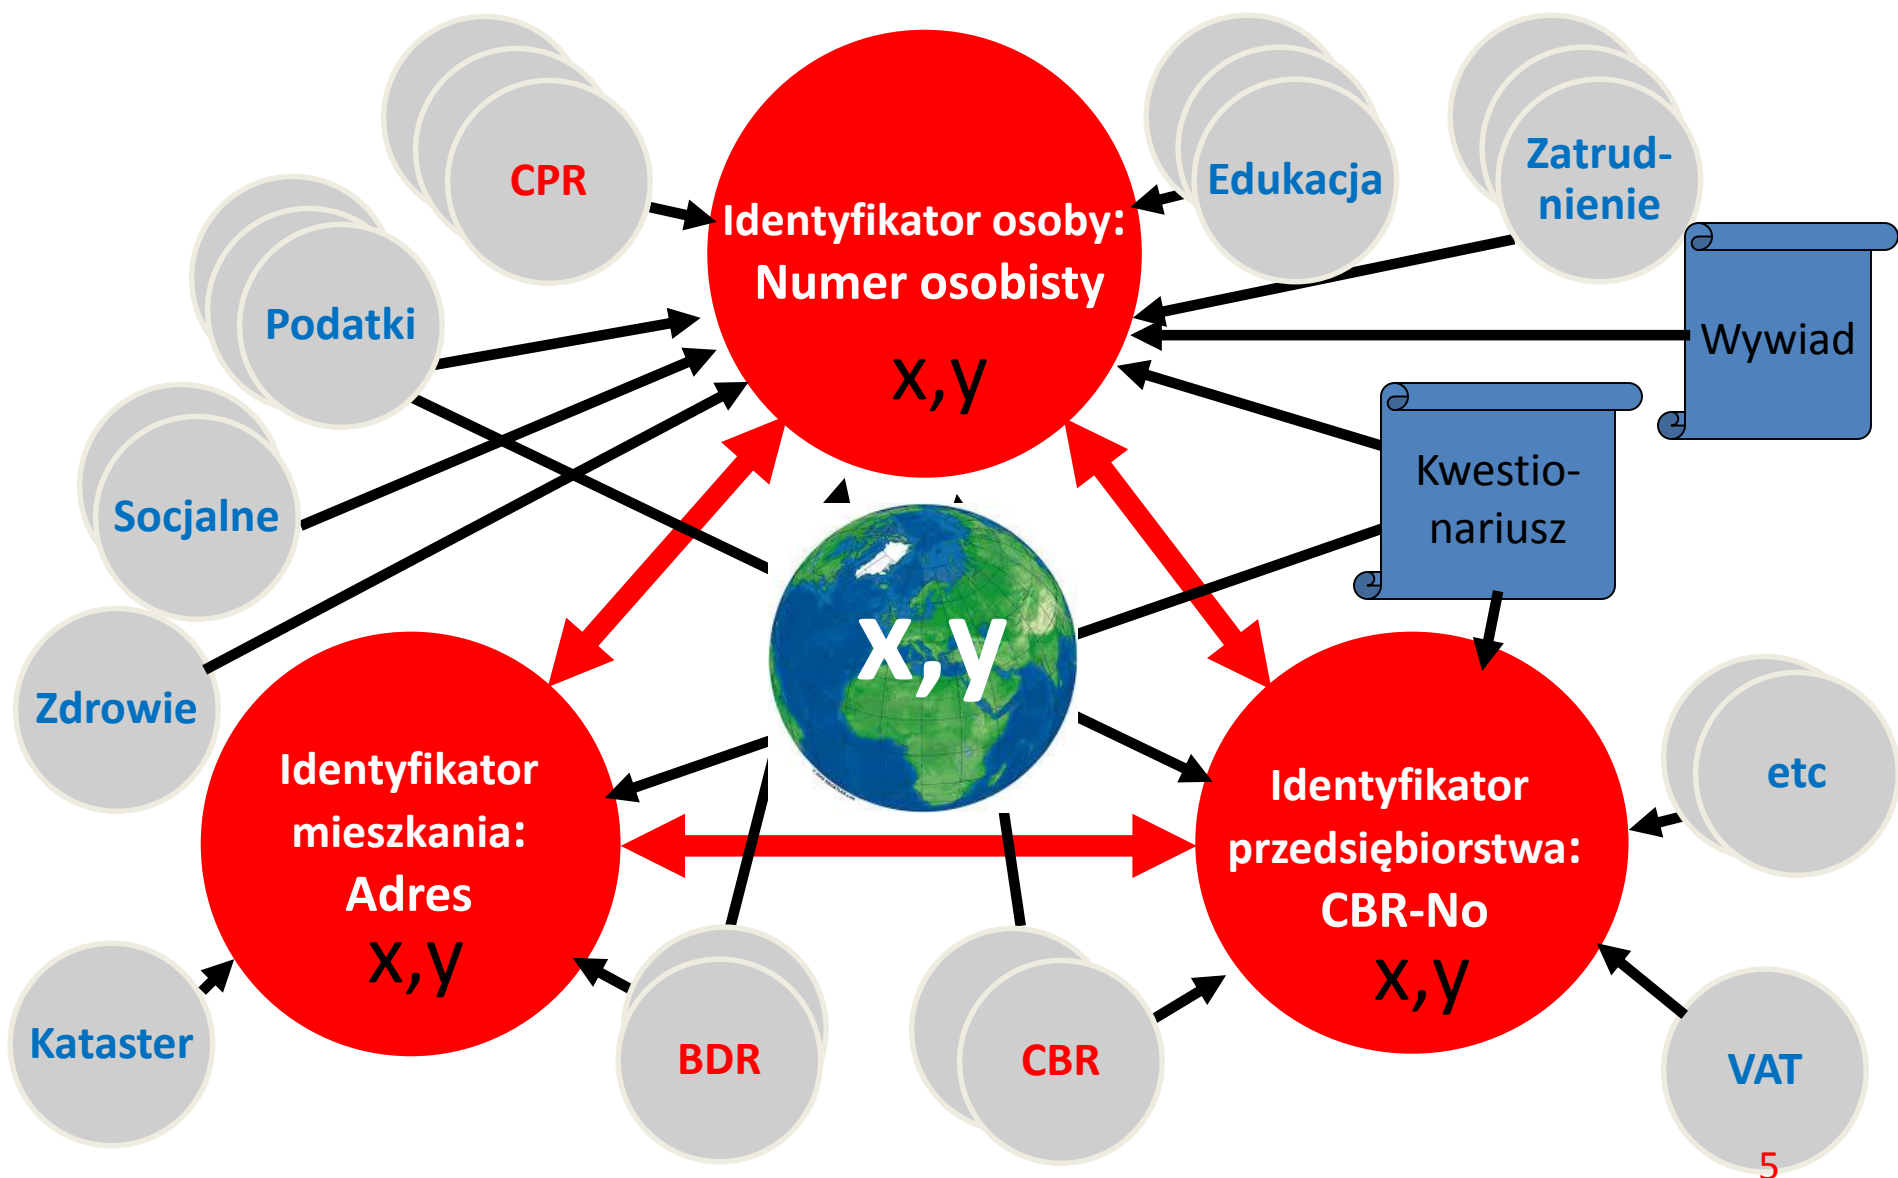 CPR
Edukacja
Zatrud-
nienie
Identyfikator osoby:
Numer osobisty
x,y
Podatki
Wywiad
Kwestio-
nariusz
Socjalne
x,y
Zdrowie
Identyfikator
mieszkania:
Adres
x,y
Identyfikator
przedsiębiorstwa:
CBR-No
x,y
etc
Kataster
BDR
CBR
VAT
5